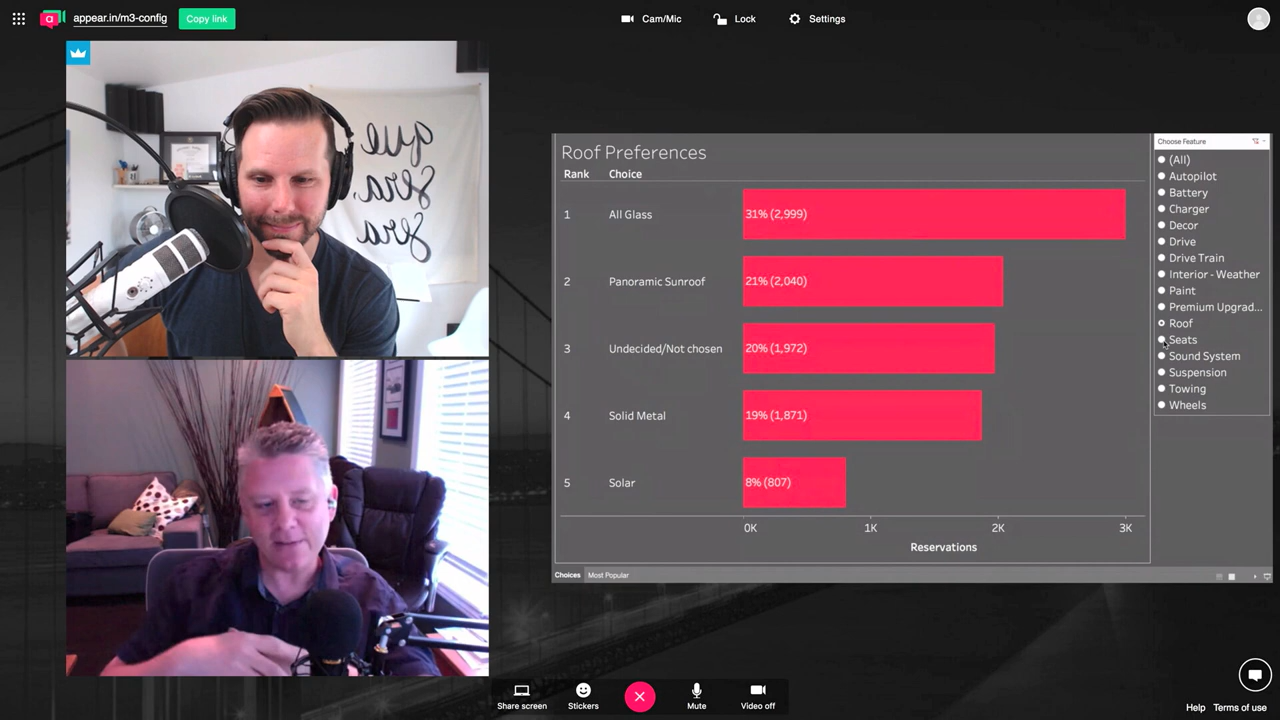 appear.in/m3-config
Copy link
Cam/Mic
Lock
Settings
que
sera,
sera
Roof Preferences
Rank Choice
1 All Glass 31% (2,999)
2 Panoramic Sunroof 21% (2,040)
3 Undecided/Not chosen 20% (1,972)
4 Solid Metal 19% (1,871)
5 Solar 8% (807)
0K 1K 2K 3K
Reservations
Choices Most Popular
Choose Feature
(All)
Autopilot
Battery
Charger
Decor
Drive
Drive Train
Interior - Weather
Paint
Premium Upgrad...
Roof
Seats
Sound System
Suspension
Towing
Wheels
Share screen
Stickers
Mute
Video off
Help Terms of use